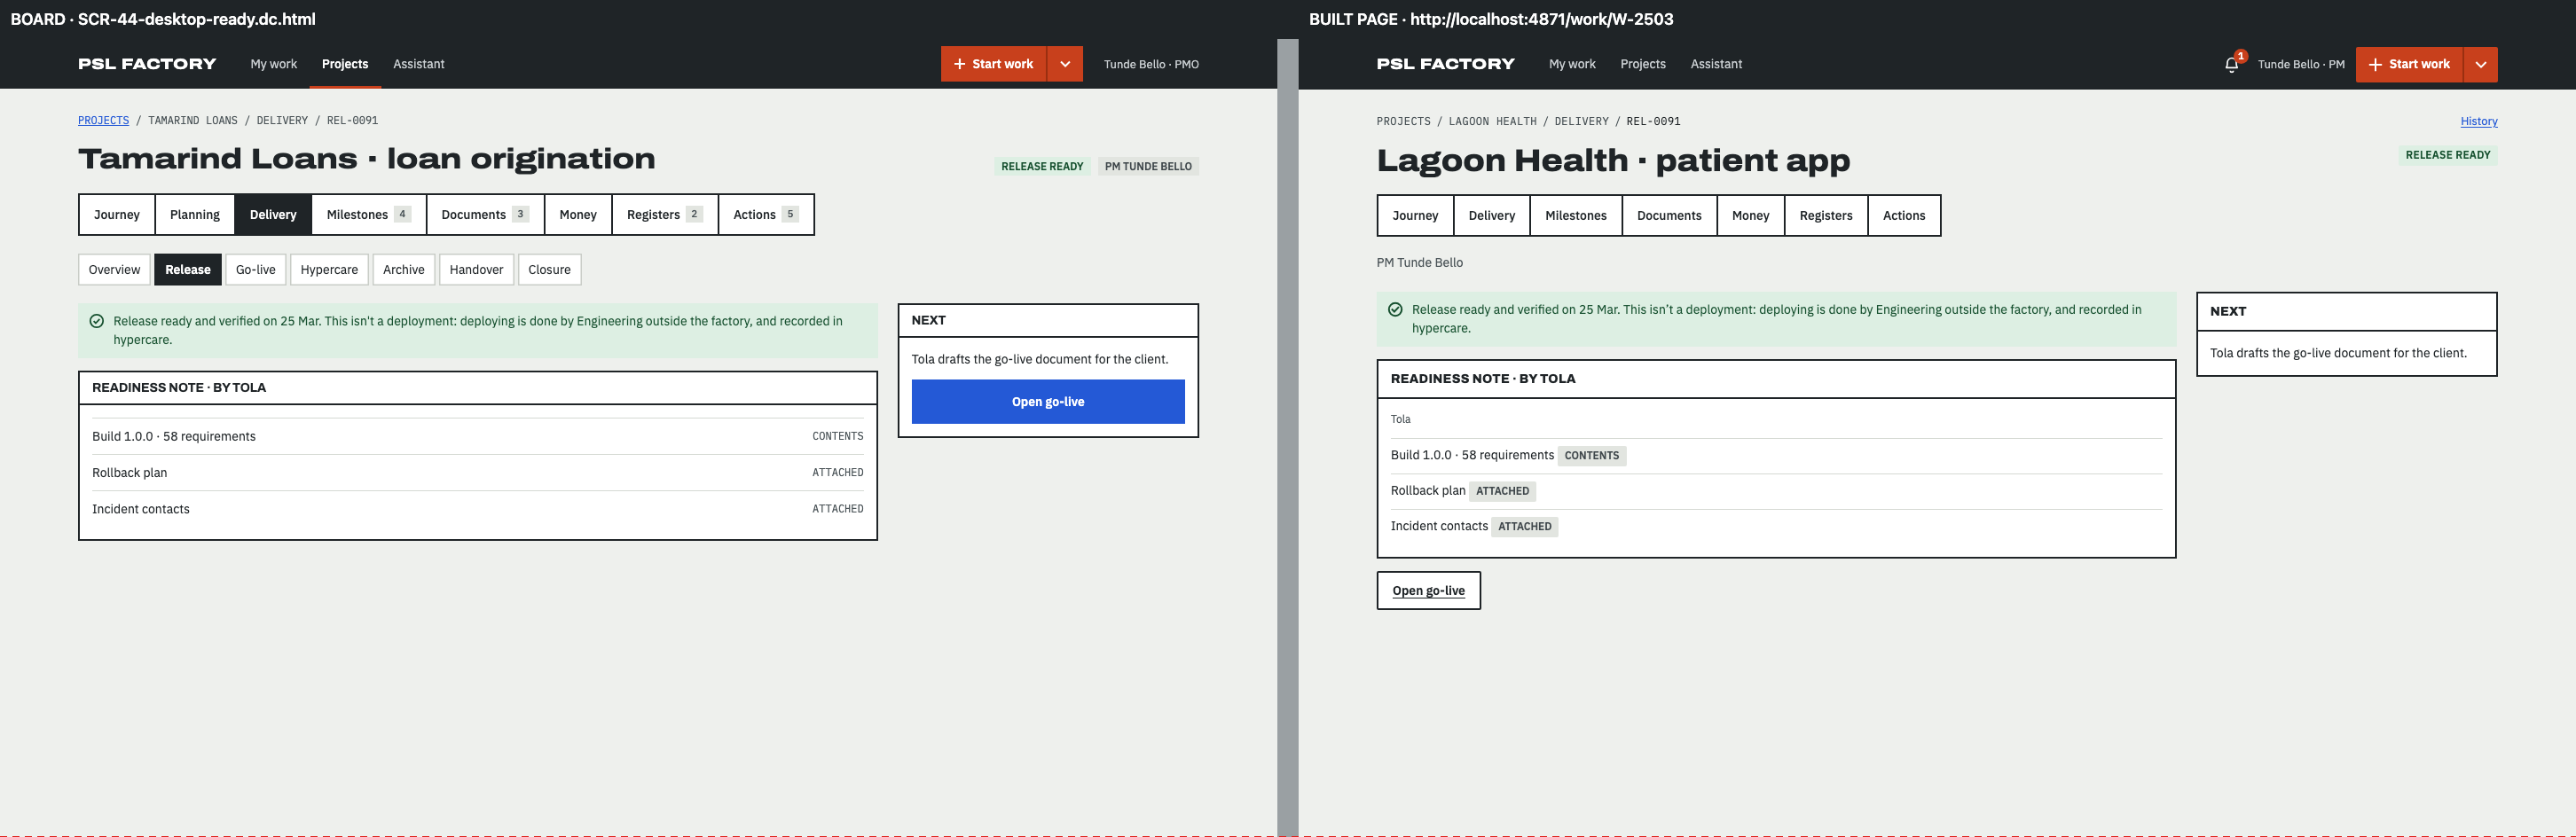 BOARD · SCR-44-desktop-ready.dc.html
PSL FACTORY My work Projects Assistant + Start work Tunde Bello · PMO
PROJECTS / TAMARIND LOANS / DELIVERY / REL-0091
Tamarind Loans · loan origination
RELEASE READY PM TUNDE BELLO
Journey Planning Delivery Milestones 4 Documents 3 Money Registers 2 Actions 5
Overview Release Go-live Hypercare Archive Handover Closure
Release ready and verified on 25 Mar. This isn't a deployment: deploying is done by Engineering outside the factory, and recorded in
hypercare.
READINESS NOTE · BY TOLA
Build 1.0.0 · 58 requirements CONTENTS
Rollback plan ATTACHED
Incident contacts ATTACHED
NEXT
Tola drafts the go-live document for the client.
Open go-live
BUILT PAGE · http://localhost:4871/work/W-2503
PSL FACTORY My work Projects Assistant 1 Tunde Bello · PM + Start work
PROJECTS / LAGOON HEALTH / DELIVERY / REL-0091 History
Lagoon Health · patient app
RELEASE READY
Journey Delivery Milestones Documents Money Registers Actions
PM Tunde Bello
Release ready and verified on 25 Mar. This isn’t a deployment: deploying is done by Engineering outside the factory, and recorded in
hypercare.
READINESS NOTE · BY TOLA
Tola
Build 1.0.0 · 58 requirements CONTENTS
Rollback plan ATTACHED
Incident contacts ATTACHED
Open go-live
NEXT
Tola drafts the go-live document for the client.